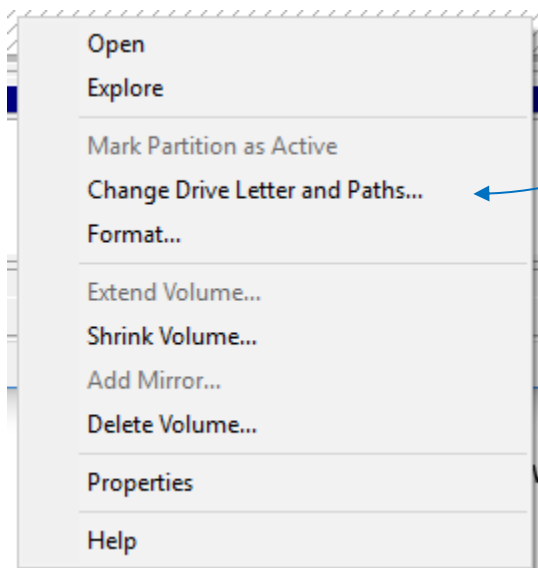 Open
Explore
Mark Partition as Active
Change Drive Letter and Paths...
Format...
Extend Volume...
Shrink Volume...
Add Mirror...
Delete Volume...
Properties
Help